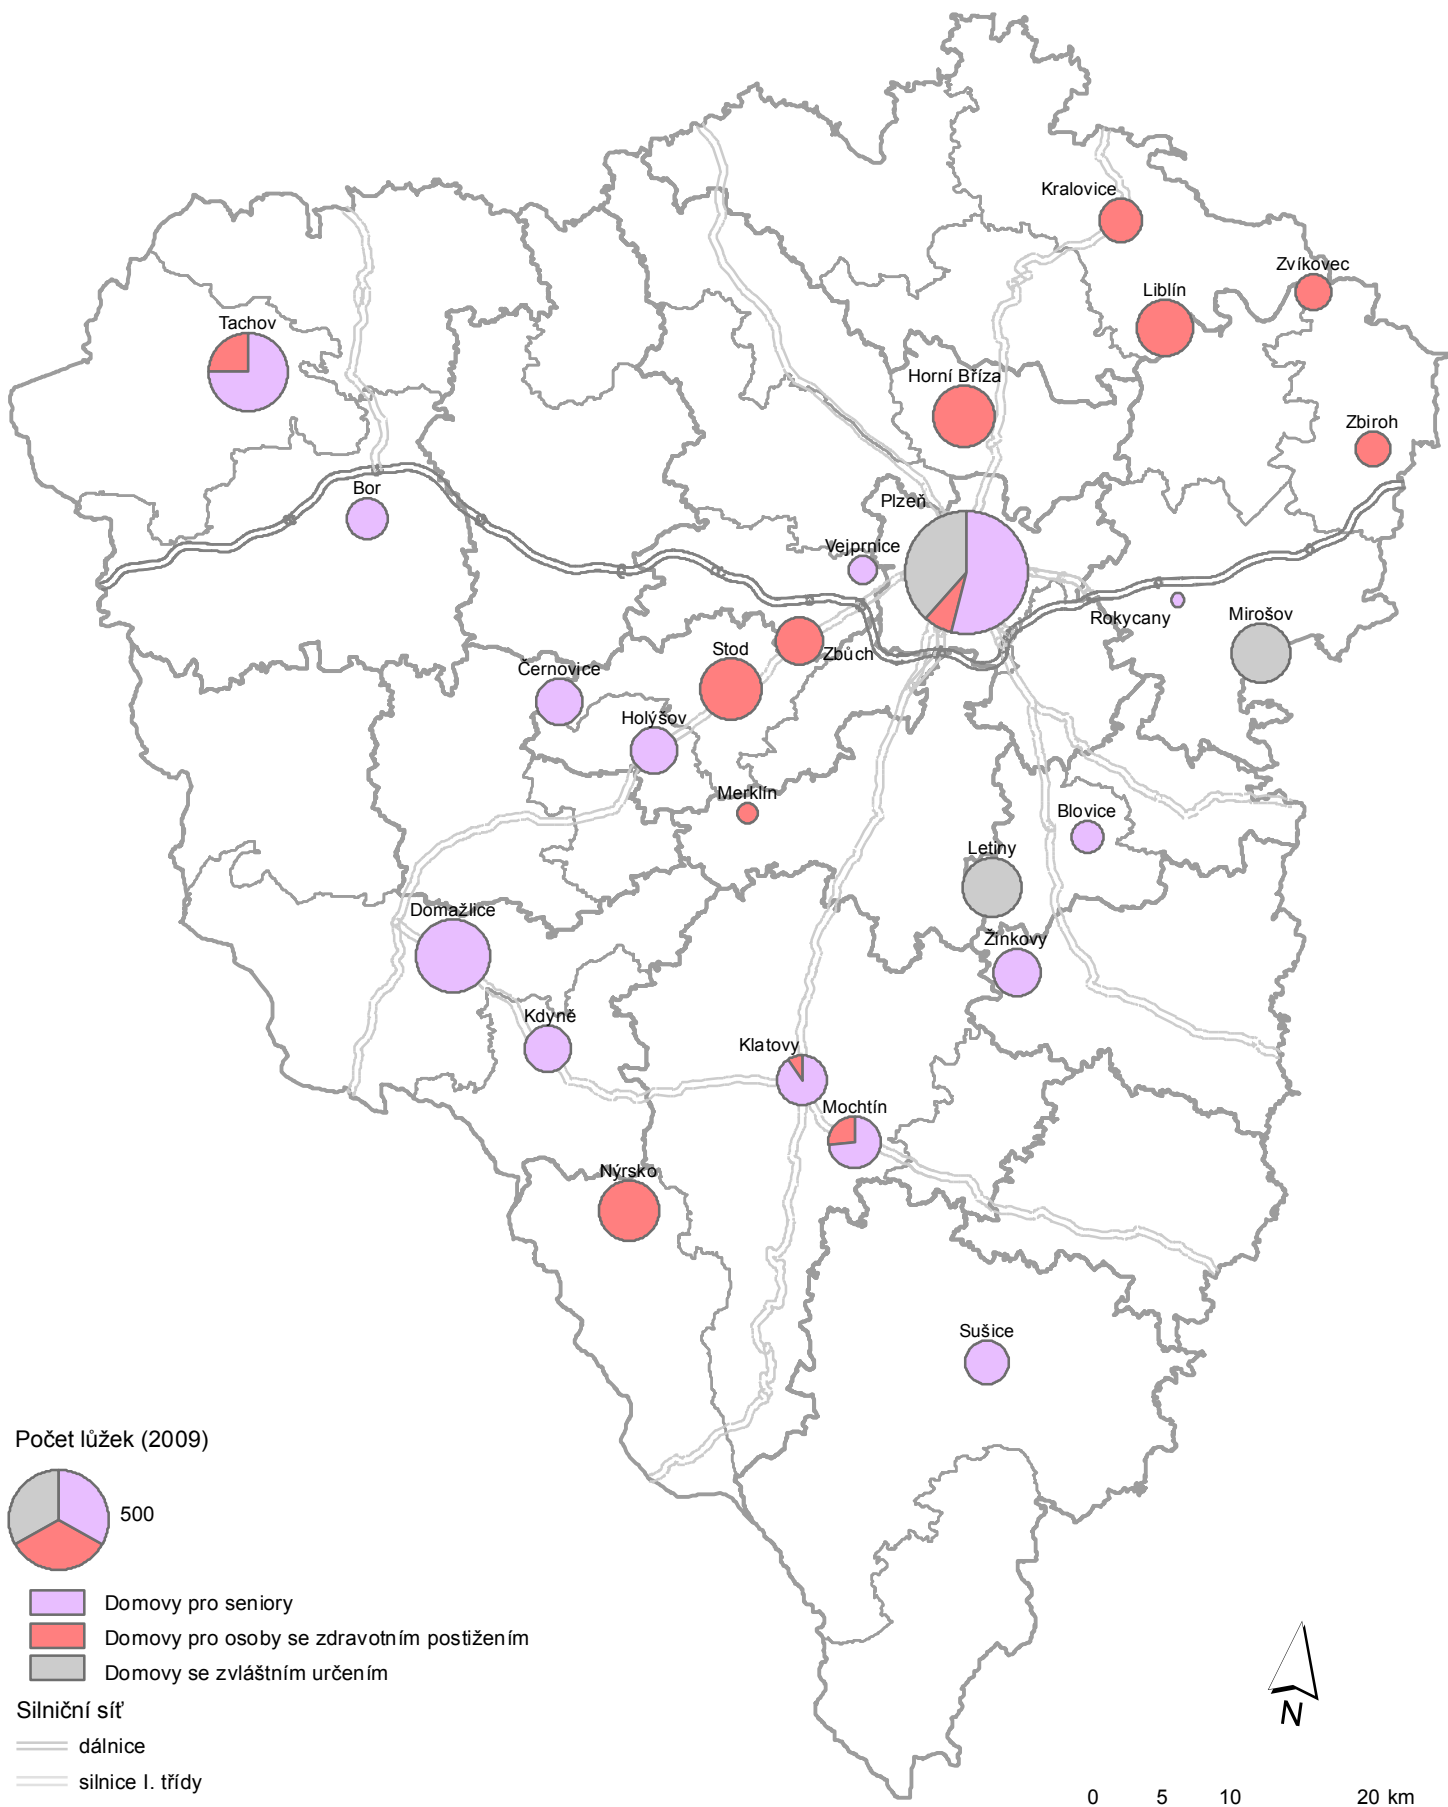 Kralovice
Zvíkovec
Liblín
Tachov
Horní Bříza
Zbiroh
Bor
Plzeň
Vejprnice
Rokycany
Mirošov
Zbůch
Stod
Černovice
Holýšov
Merklín
Blovice
Letiny
Domažlice
Žinkovy
Kdyně
Klatovy
Mochtín
Nýrsko
Sušice
Počet lůžek (2009)
500
Domovy pro seniory
Domovy pro osoby se zdravotním postižením
Domovy se zvláštním určením
Silniční síť
dálnice
silnice I. třídy
N
0 5 10 20 km